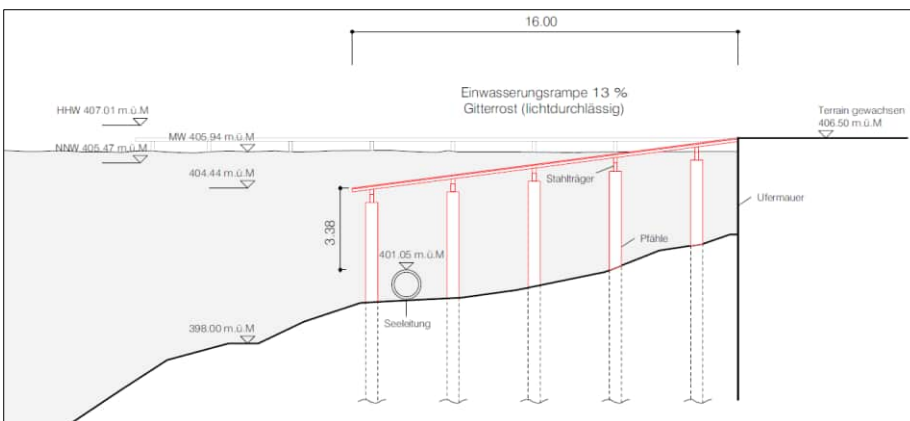 16.00
Einwasserungsrampe 13 %
Gitterrost (lichtdurchlässig)
HHW 407.01 m.ü.M
Terrain gewachsen
406.50 m.ü.M
MW 405.94 m.ü.M
NNW 405.47 m.ü.M
404.44 m.ü.M
Stahlträger
Ufermauer
3.38
Pfähle
401.05 m.ü.M
Seeleitung
398.00 m.ü.M